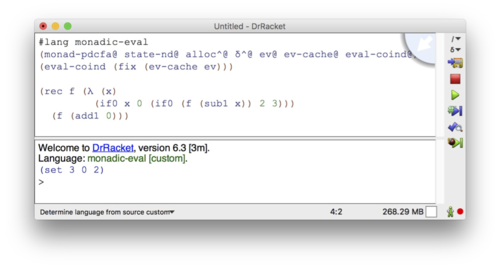 Untitled - DrRacket
#lang monadic-eval
(monad-pdcfa@ state-nd@ alloc^@ δ^@ ev@ ev-cache@ eval-coind@
(eval-coind (fix (ev-cache ev)))
(rec f (λ (x)
(if0 x 0 (if0 (f (sub1 x)) 2 3)))
(f (add1 0)))
Welcome to DrRacket, version 6.3 [3m].
Language: monadic-eval [custom].
(set 3 0 2)
>
Determine language from source custom▾ 4:2 268.29 MB